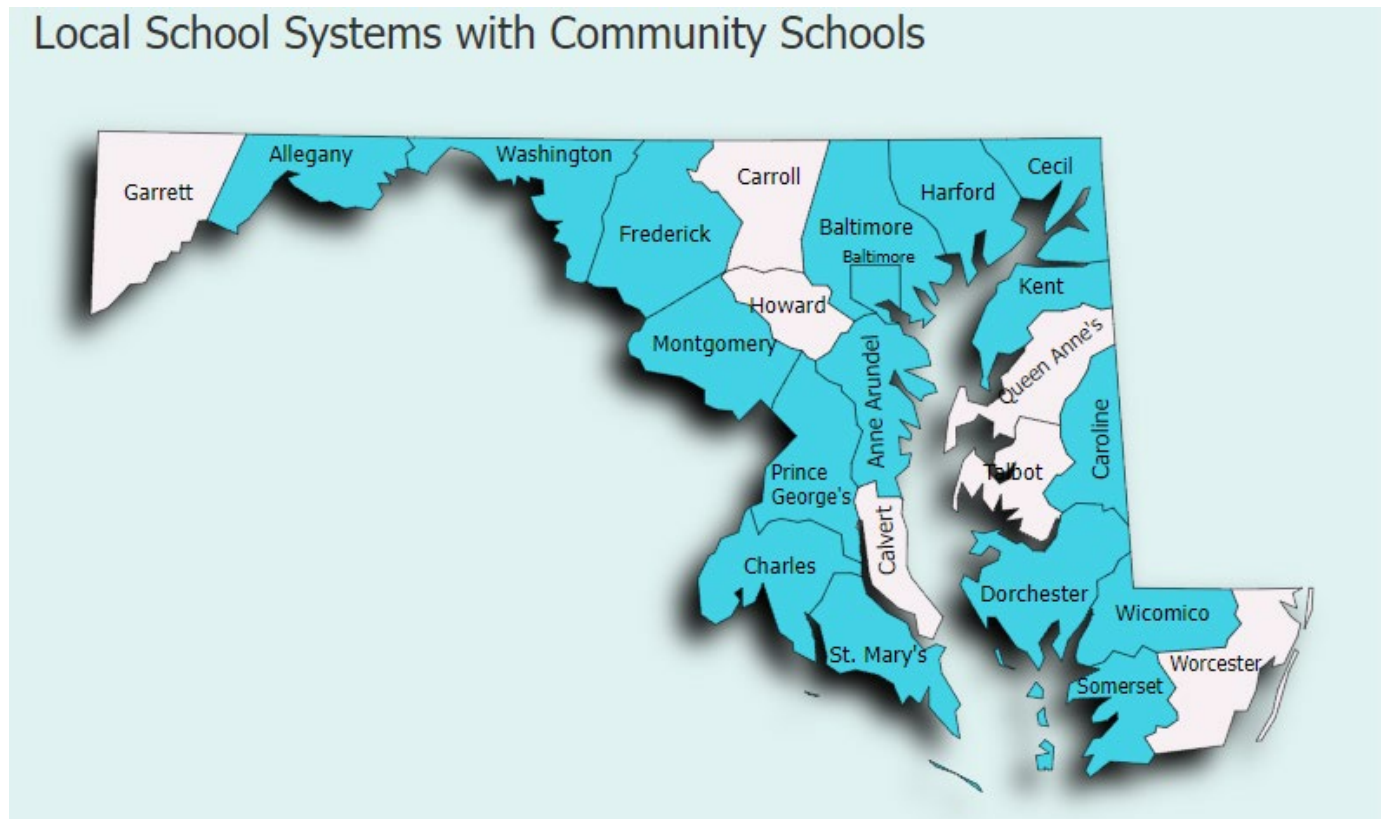 Local School Systems with Community Schools
Allegany
Washington
Cecil
Garrett
Carroll
Harford
Frederick
Baltimore
Baltimore
Kent
Howard
Montgomery
Queen Anne's
Anne Arundel
Caroline
Talbot
Prince
George's
Calvert
Charles
Dorchester
Wicomico
St. Mary's
Worcester
Somerset